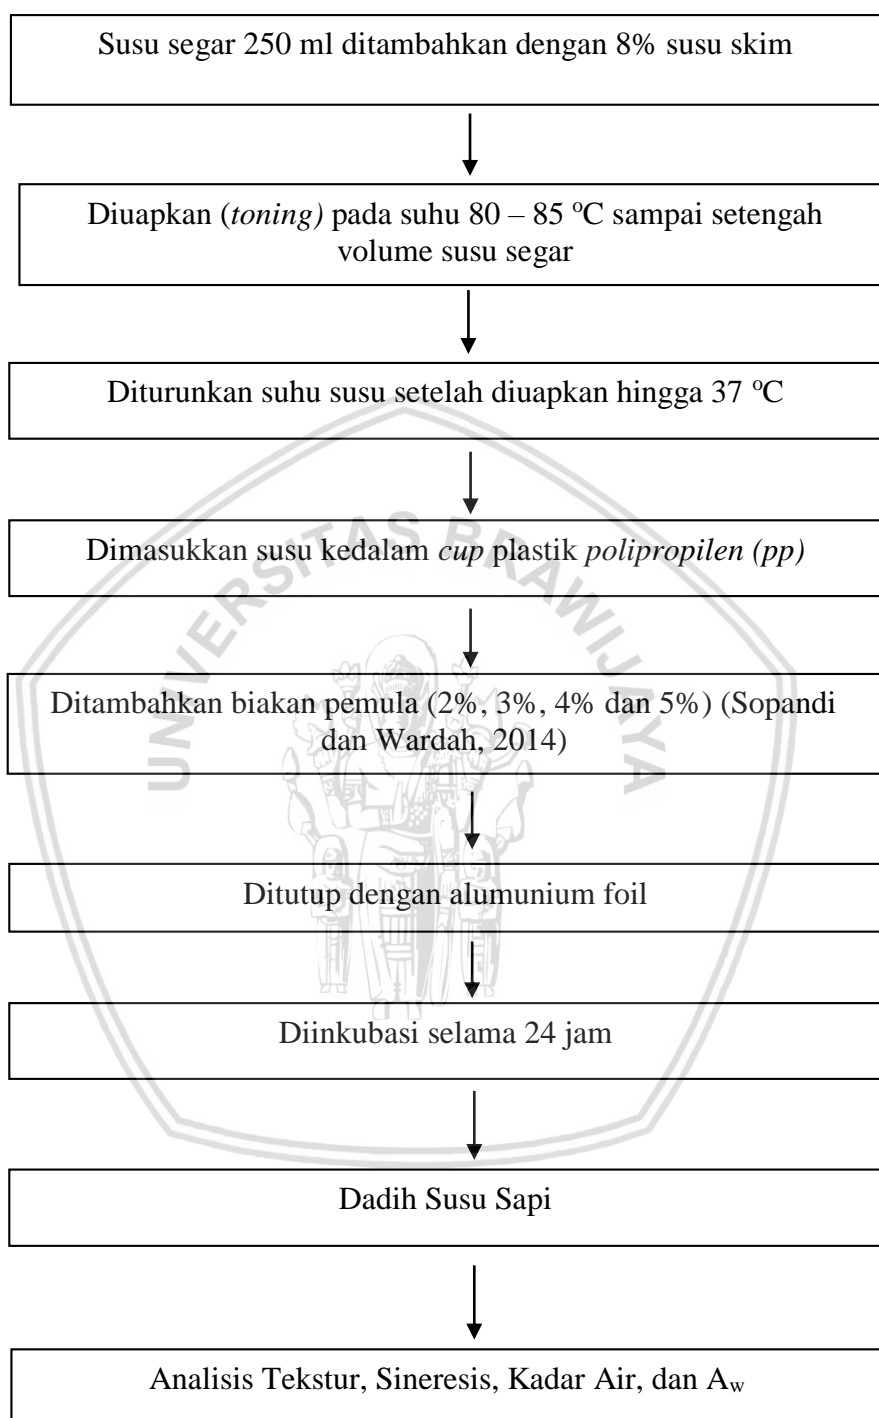 Susu segar 250 ml ditambahkan dengan 8% susu skim
Diuapkan (toning) pada suhu 80 – 85 ºC sampai setengah
volume susu segar
Diturunkan suhu susu setelah diuapkan hingga 37 ºC
Dimasukkan susu kedalam cup plastik polipropilen (pp)
Ditambahkan biakan pemula (2%, 3%, 4% dan 5%) (Sopandi
dan Wardah, 2014)
Ditutup dengan alumunium foil
Diinkubasi selama 24 jam
Dadih Susu Sapi
Analisis Tekstur, Sineresis, Kadar Air, dan Aw
UNIVERSITAS BRAWIJAYA